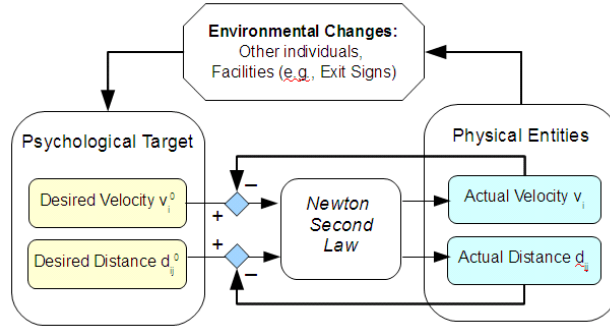 Environmental Changes:
Other individuals,
Facilities (e.g., Exit Signs)
Psychological Target
Physical Entities
Desired Velocity v_i^0
Desired Distance d_ij^0
+
−
+
−
Newton
Second
Law
Actual Velocity v_i
Actual Distance d_ij